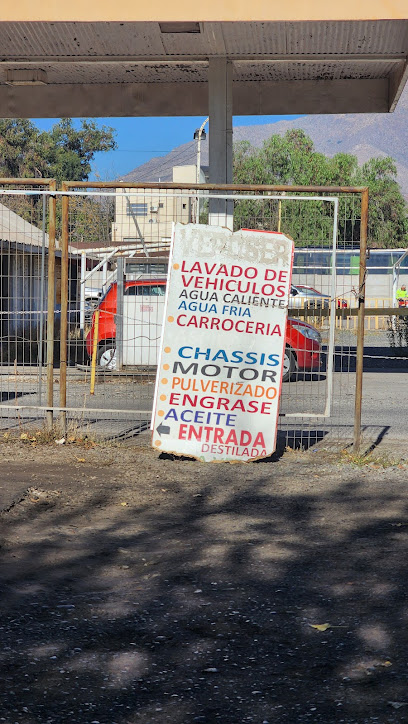 LAVADO DE
VEHICULOS
AGUA CALIENTE
AGUA FRIA
CARROCERIA
CHASSIS
MOTOR
PULVERIZADO
ENGRASE
ACEITE
ENTRADA
DESTILADA